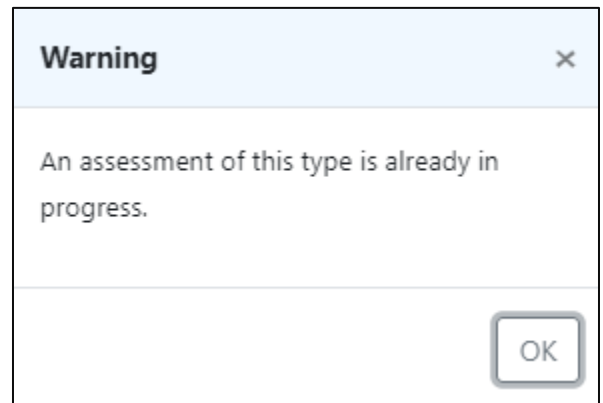 Warning
An assessment of this type is already in
progress.
OK